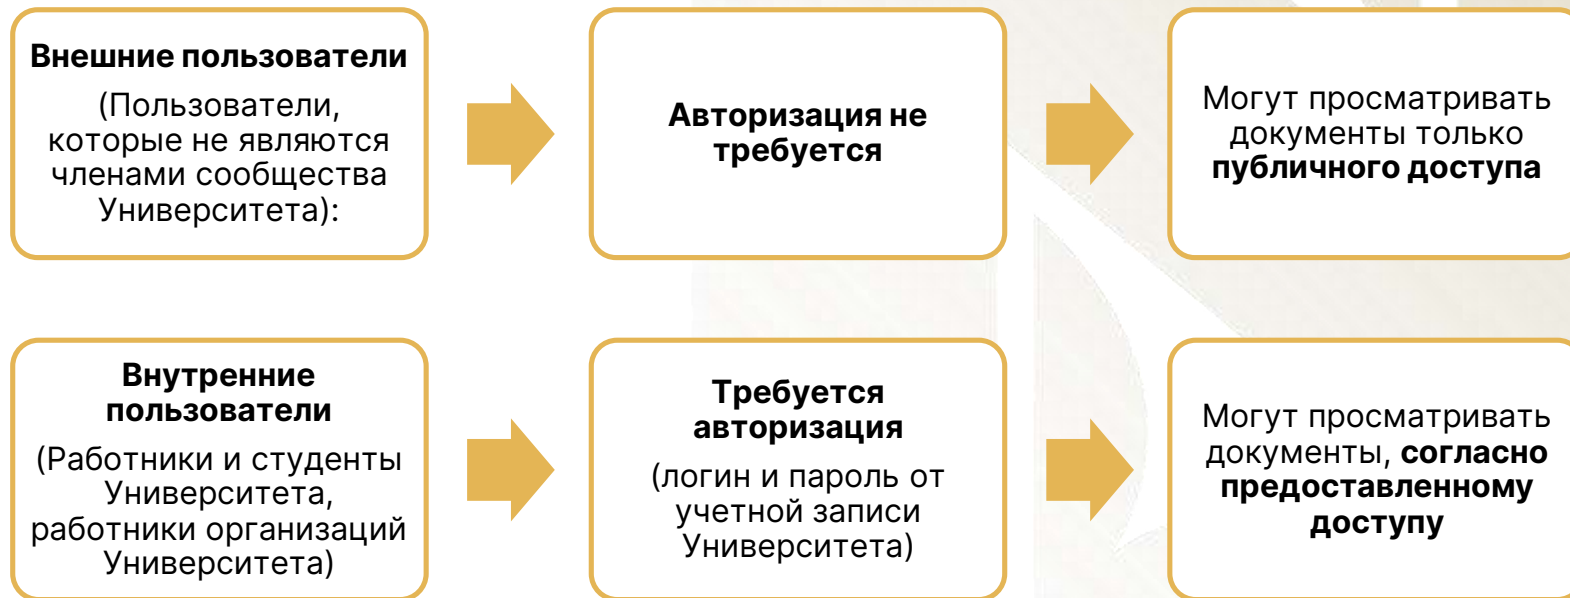 Внешние пользователи
(Пользователи,
которые не являются
членами сообщества
Университета):
Авторизация не
требуется
Могут просматривать
документы только
публичного доступа
Внутренние
пользователи
(Работники и студенты
Университета,
работники организаций
Университета)
Требуется
авторизация
(логин и пароль от
учетной записи
Университета)
Могут просматривать
документы, согласно
предоставленному
доступу